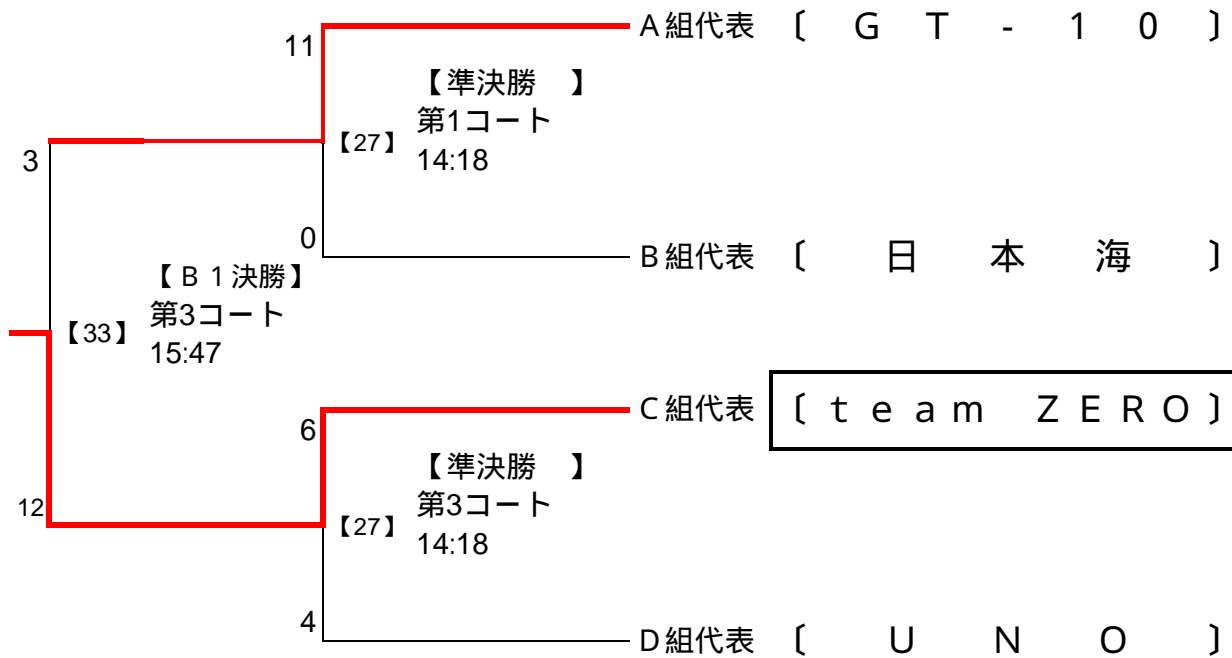 11
A組代表 〔 G T - 1 0 〕
【準決勝　】
第1コート
14:18
【27】
3
0
B組代表 〔 日 本 海 〕
【Ｂ１決勝】
第3コート
15:47
【33】
C組代表 〔team ZERO〕
6
【準決勝　】
第3コート
14:18
【27】
12
4
D組代表 〔 U N O 〕